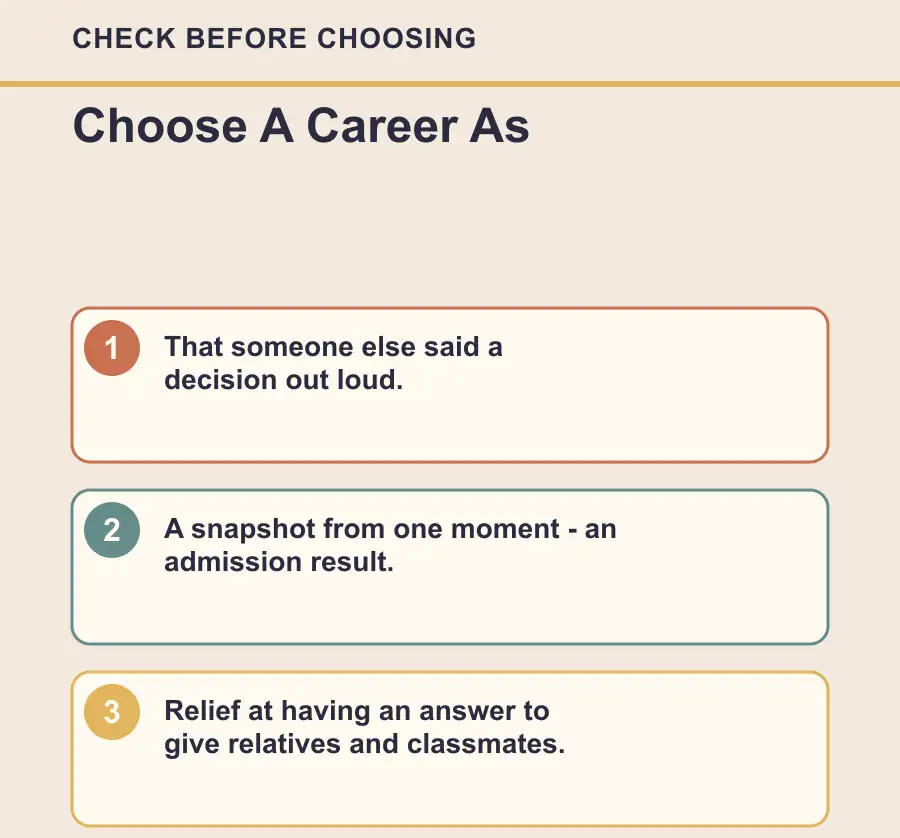 CHECK BEFORE CHOOSING
Choose A Career As
1
That someone else said a
decision out loud.
2
A snapshot from one moment - an
admission result.
3
Relief at having an answer to
give relatives and classmates.